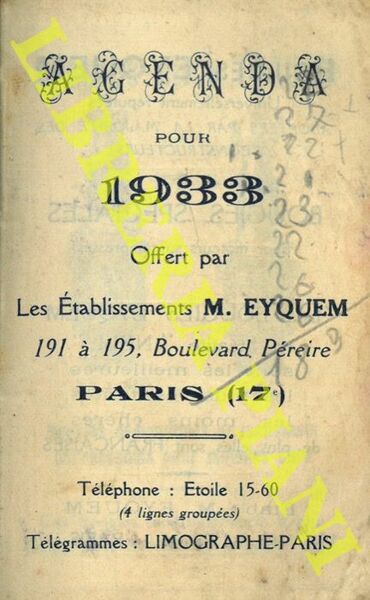 AGENDA
POUR
1933
Offert par
Les Établissements M. EYQUEM
191 à 195, Boulevard Péreire
PARIS (17e)
Téléphone : Etoile 15-60
(4 lignes groupées)
Télégrammes : LIMOGRAPHE-PARIS
LIBRERIA PIANI